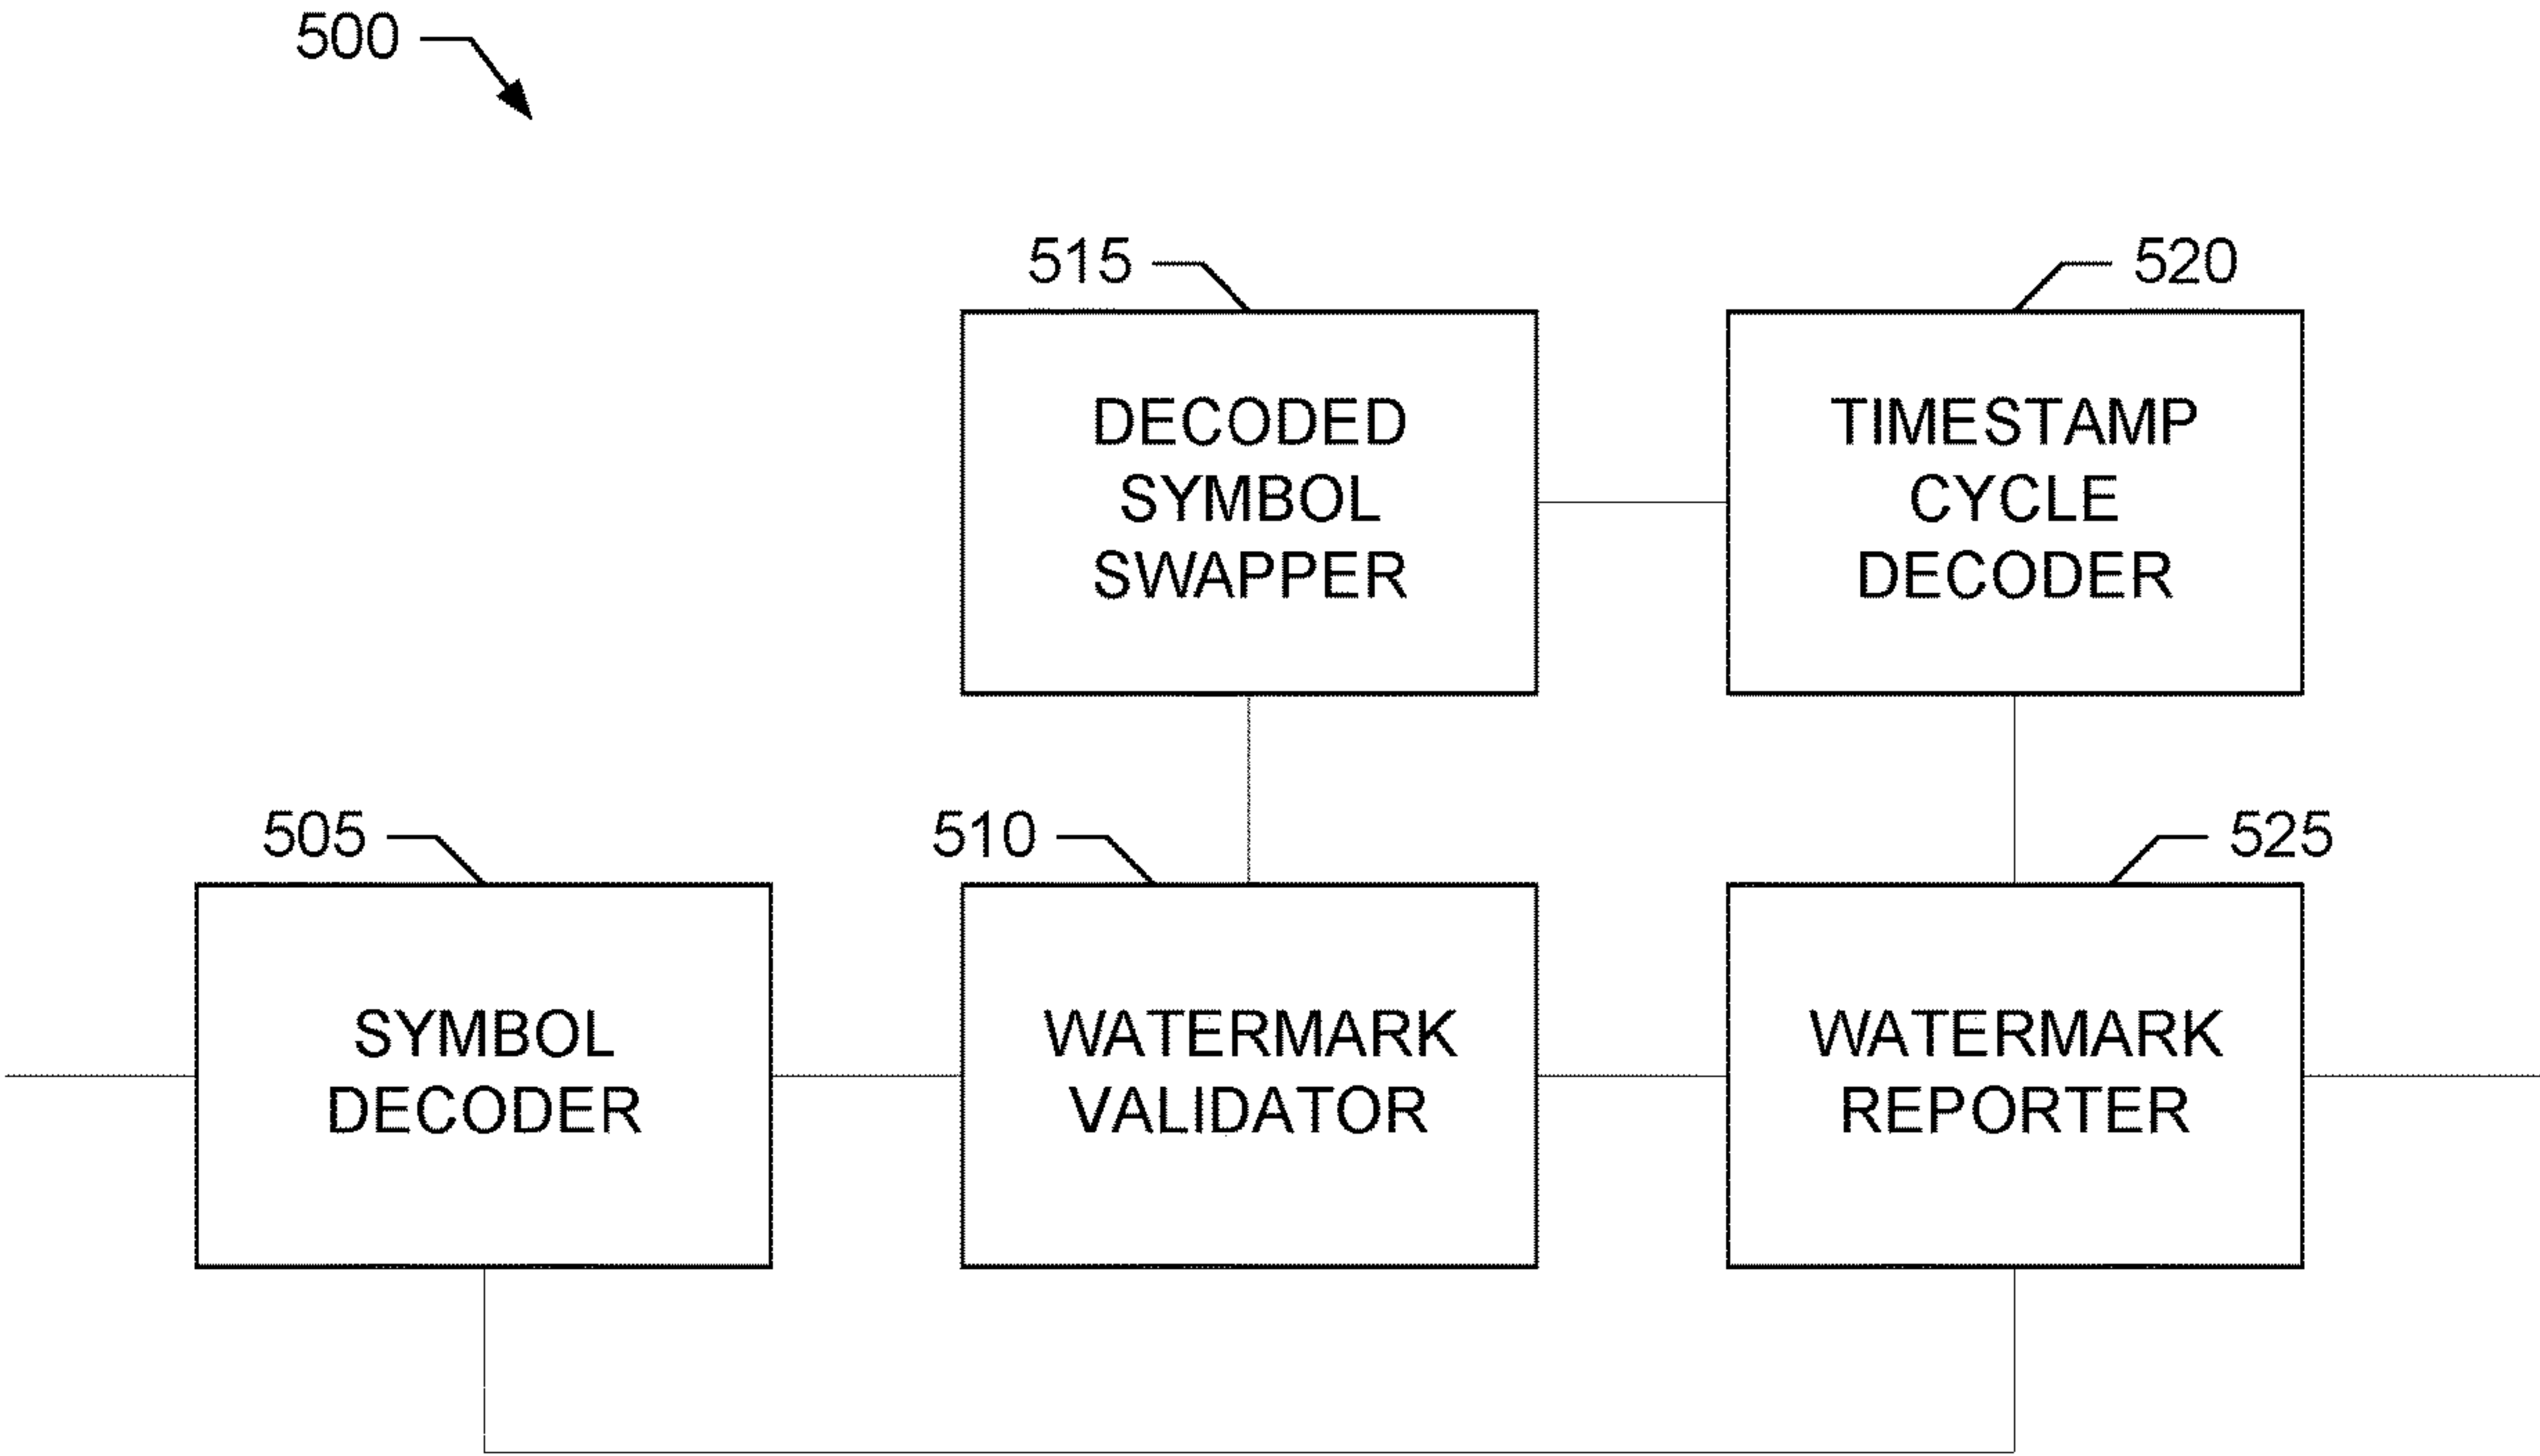 500
515
520
DECODED
SYMBOL
SWAPPER
TIMESTAMP
CYCLE
DECODER
505
510
525
SYMBOL
DECODER
WATERMARK
VALIDATOR
WATERMARK
REPORTER